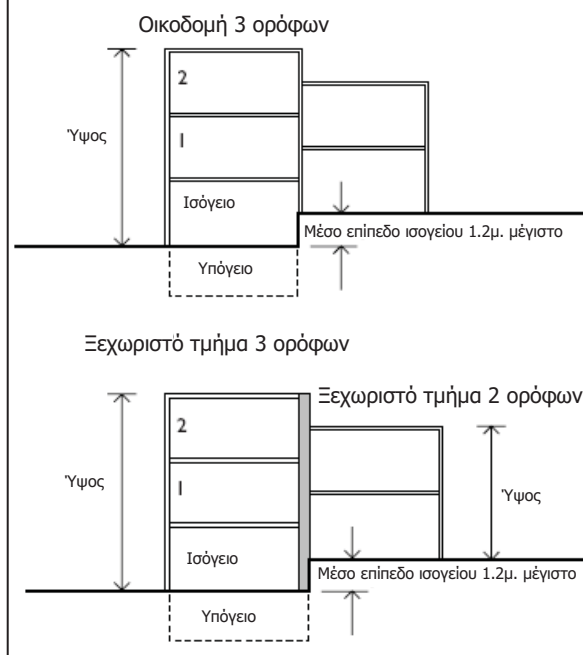 Οικοδομή 3 ορόφων
2
Ύψος
1
Ισόγειο
Μέσο επίπεδο ισογείου 1.2μ. μέγιστο
Υπόγειο
Ξεχωριστό τμήμα 3 ορόφων
Ξεχωριστό τμήμα 2 ορόφων
2
Ύψος
1
Ύψος
Ισόγειο
Μέσο επίπεδο ισογείου 1.2μ. μέγιστο
Υπόγειο